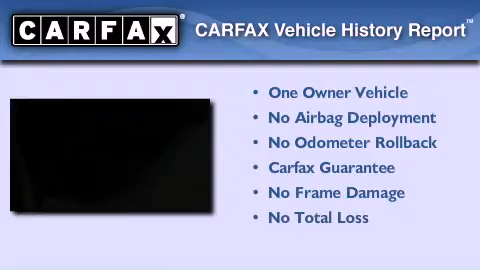 CARFAX® CARFAX Vehicle History Report™
• One Owner Vehicle
• No Airbag Deployment
• No Odometer Rollback
• Carfax Guarantee
• No Frame Damage
• No Total Loss